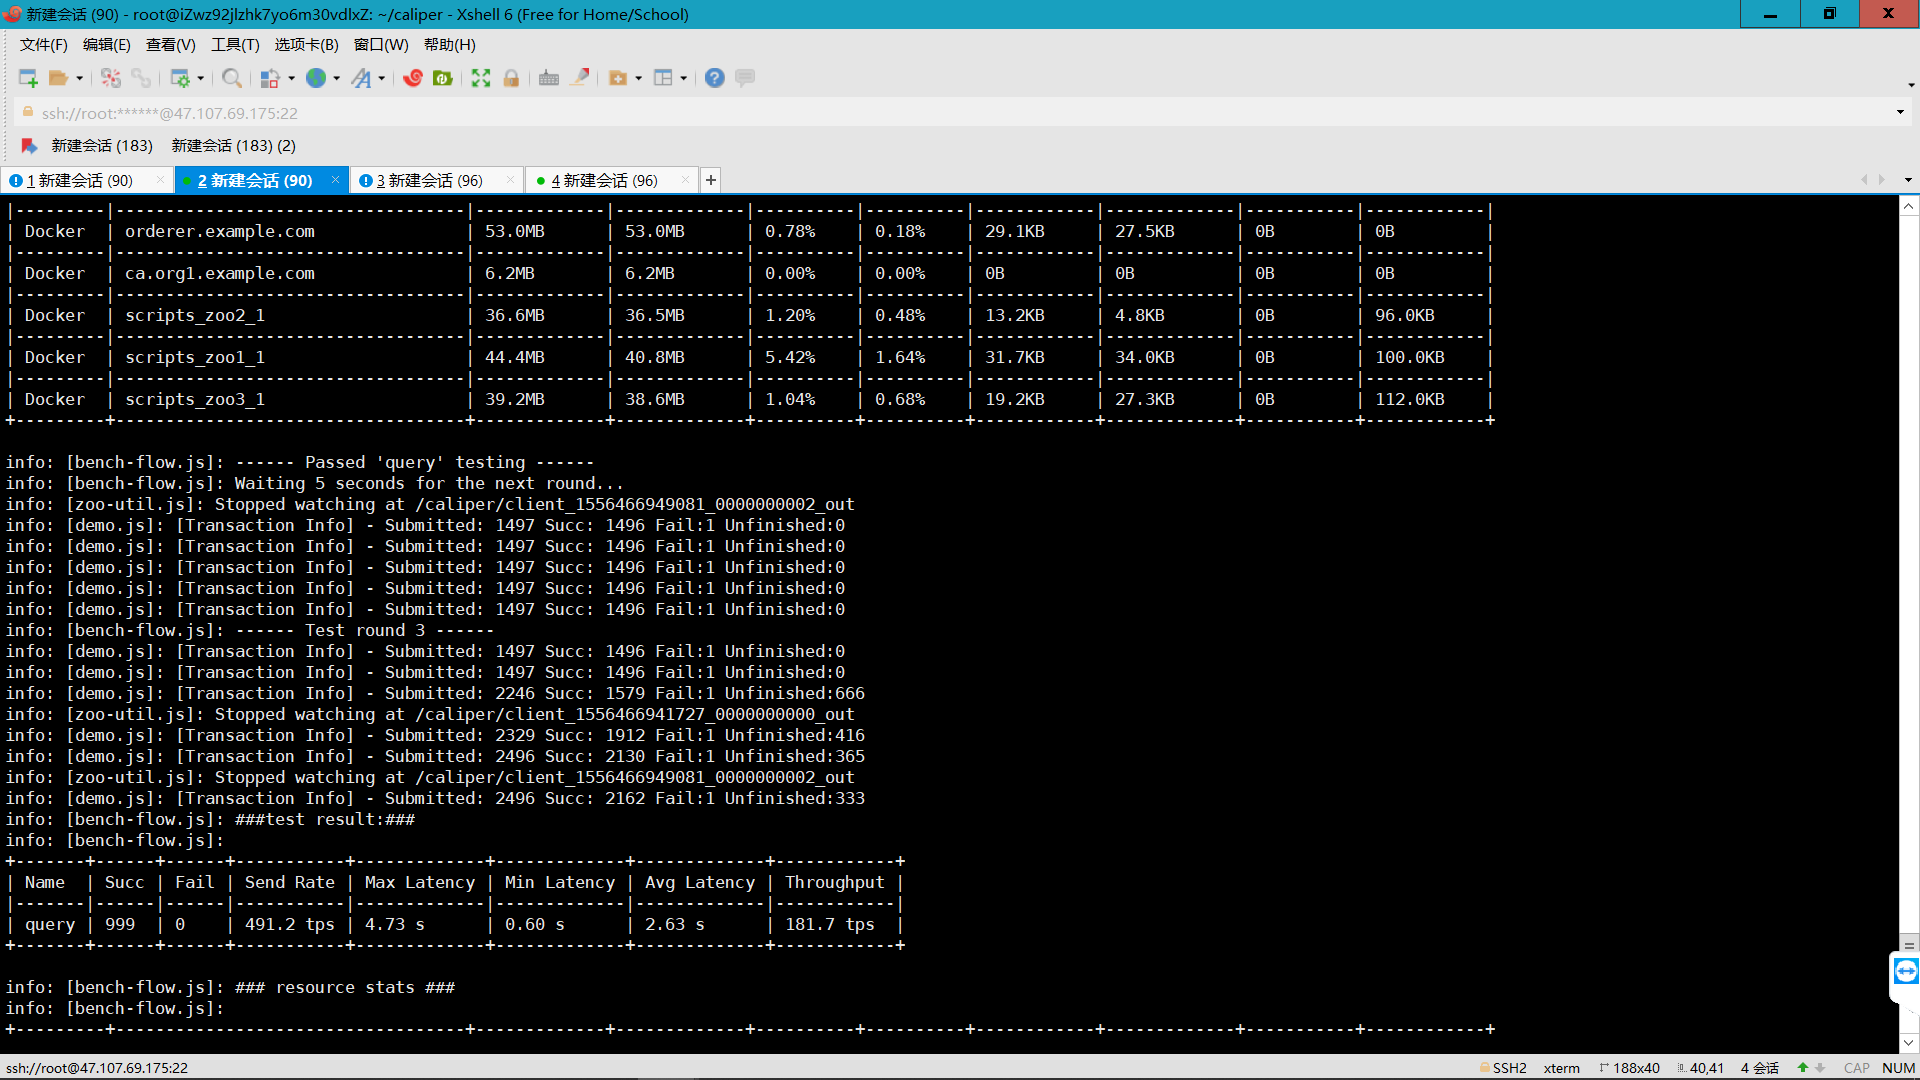 新建会话 (90) - root@iZwz92jlzhk7yo6m30vdlxZ: ~/caliper - Xshell 6 (Free for Home/School)
文件(F) 编辑(E) 查看(V) 工具(T) 选项卡(B) 窗口(W) 帮助(H)
ssh://root:******@47.107.69.175:22
新建会话 (183) 新建会话 (183) (2)
1 新建会话 (90) × 2 新建会话 (90) × 3 新建会话 (96) × 4 新建会话 (96) × +
|---------|-----------------------------------|-------------|-------------|----------|----------|------------|-------------|-----------|------------|
| Docker  | orderer.example.com               | 53.0MB      | 53.0MB      | 0.78%    | 0.18%    | 29.1KB     | 27.5KB      | 0B        | 0B         |
|---------|-----------------------------------|-------------|-------------|----------|----------|------------|-------------|-----------|------------|
| Docker  | ca.org1.example.com               | 6.2MB       | 6.2MB       | 0.00%    | 0.00%    | 0B         | 0B          | 0B        | 0B         |
|---------|-----------------------------------|-------------|-------------|----------|----------|------------|-------------|-----------|------------|
| Docker  | scripts_zoo2_1                    | 36.6MB      | 36.5MB      | 1.20%    | 0.48%    | 13.2KB     | 4.8KB       | 0B        | 96.0KB     |
|---------|-----------------------------------|-------------|-------------|----------|----------|------------|-------------|-----------|------------|
| Docker  | scripts_zoo1_1                    | 44.4MB      | 40.8MB      | 5.42%    | 1.64%    | 31.7KB     | 34.0KB      | 0B        | 100.0KB    |
|---------|-----------------------------------|-------------|-------------|----------|----------|------------|-------------|-----------|------------|
| Docker  | scripts_zoo3_1                    | 39.2MB      | 38.6MB      | 1.04%    | 0.68%    | 19.2KB     | 27.3KB      | 0B        | 112.0KB    |
+---------+-----------------------------------+-------------+-------------+----------+----------+------------+-------------+-----------+------------+
info: [bench-flow.js]: ------ Passed 'query' testing ------
info: [bench-flow.js]: Waiting 5 seconds for the next round...
info: [zoo-util.js]: Stopped watching at /caliper/client_1556466949081_0000000002_out
info: [demo.js]: [Transaction Info] - Submitted: 1497 Succ: 1496 Fail:1 Unfinished:0
info: [demo.js]: [Transaction Info] - Submitted: 1497 Succ: 1496 Fail:1 Unfinished:0
info: [demo.js]: [Transaction Info] - Submitted: 1497 Succ: 1496 Fail:1 Unfinished:0
info: [demo.js]: [Transaction Info] - Submitted: 1497 Succ: 1496 Fail:1 Unfinished:0
info: [demo.js]: [Transaction Info] - Submitted: 1497 Succ: 1496 Fail:1 Unfinished:0
info: [bench-flow.js]: ------ Test round 3 ------
info: [demo.js]: [Transaction Info] - Submitted: 1497 Succ: 1496 Fail:1 Unfinished:0
info: [demo.js]: [Transaction Info] - Submitted: 1497 Succ: 1496 Fail:1 Unfinished:0
info: [demo.js]: [Transaction Info] - Submitted: 2246 Succ: 1579 Fail:1 Unfinished:666
info: [zoo-util.js]: Stopped watching at /caliper/client_1556466941727_0000000000_out
info: [demo.js]: [Transaction Info] - Submitted: 2329 Succ: 1912 Fail:1 Unfinished:416
info: [demo.js]: [Transaction Info] - Submitted: 2496 Succ: 2130 Fail:1 Unfinished:365
info: [zoo-util.js]: Stopped watching at /caliper/client_1556466949081_0000000002_out
info: [demo.js]: [Transaction Info] - Submitted: 2496 Succ: 2162 Fail:1 Unfinished:333
info: [bench-flow.js]: ###test result:###
info: [bench-flow.js]:
+-------+------+------+-----------+-------------+-------------+-------------+------------+
| Name  | Succ | Fail | Send Rate | Max Latency | Min Latency | Avg Latency | Throughput |
|-------|------|------|-----------|-------------|-------------|-------------|------------|
| query | 999  | 0    | 491.2 tps | 4.73 s      | 0.60 s      | 2.63 s      | 181.7 tps  |
+-------+------+------+-----------+-------------+-------------+-------------+------------+
info: [bench-flow.js]: ### resource stats ###
info: [bench-flow.js]:
+---------+-----------------------------------+-------------+-------------+----------+----------+------------+-------------+-----------+------------+
ssh://root@47.107.69.175:22 SSH2 xterm 188x40 40,41 4 会话 CAP NUM